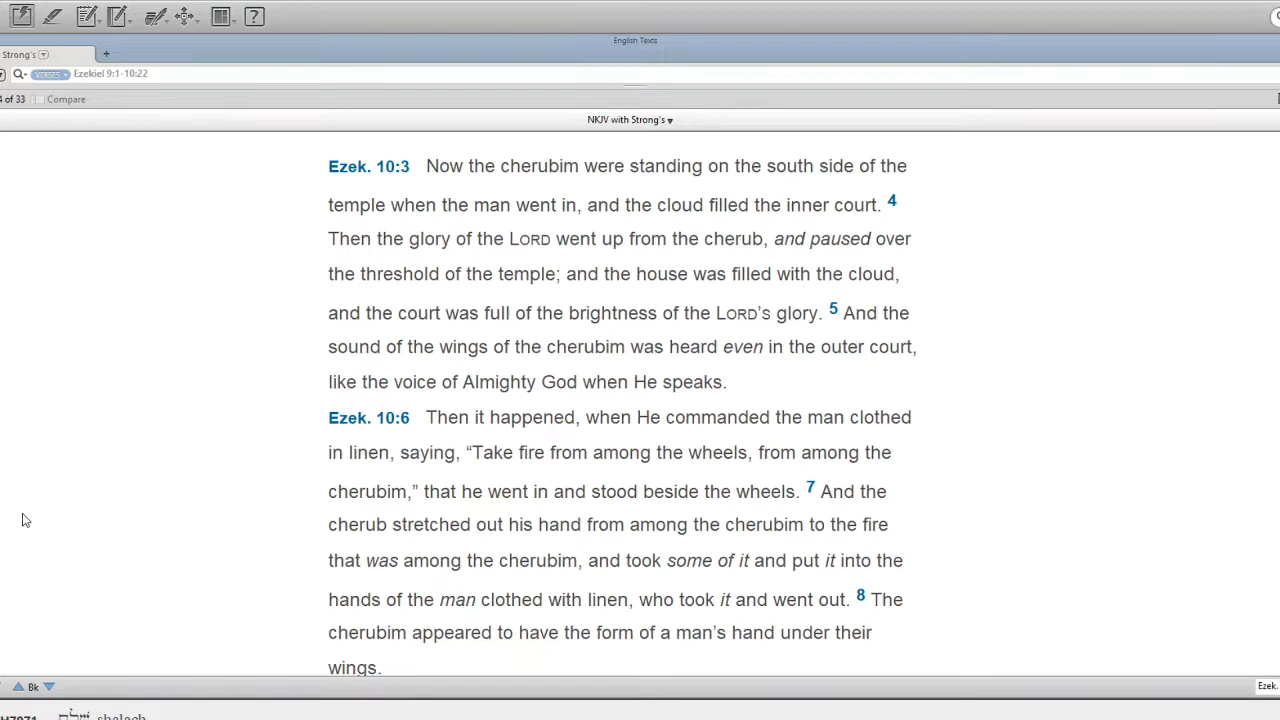 English Texts
Strong's
+
VERSES Ezekiel 9:1-10:22
4 of 33 Compare
NKJV with Strong's
Ezek. 10:3 Now the cherubim were standing on the south side of the
temple when the man went in, and the cloud filled the inner court. 4
Then the glory of the LORD went up from the cherub, and paused over
the threshold of the temple; and the house was filled with the cloud,
and the court was full of the brightness of the LORD’s glory. 5 And the
sound of the wings of the cherubim was heard even in the outer court,
like the voice of Almighty God when He speaks.
Ezek. 10:6 Then it happened, when He commanded the man clothed
in linen, saying, “Take fire from among the wheels, from among the
cherubim,” that he went in and stood beside the wheels. 7 And the
cherub stretched out his hand from among the cherubim to the fire
that was among the cherubim, and took some of it and put it into the
hands of the man clothed with linen, who took it and went out. 8 The
cherubim appeared to have the form of a man’s hand under their
wings.
Bk Ezek.
shalach